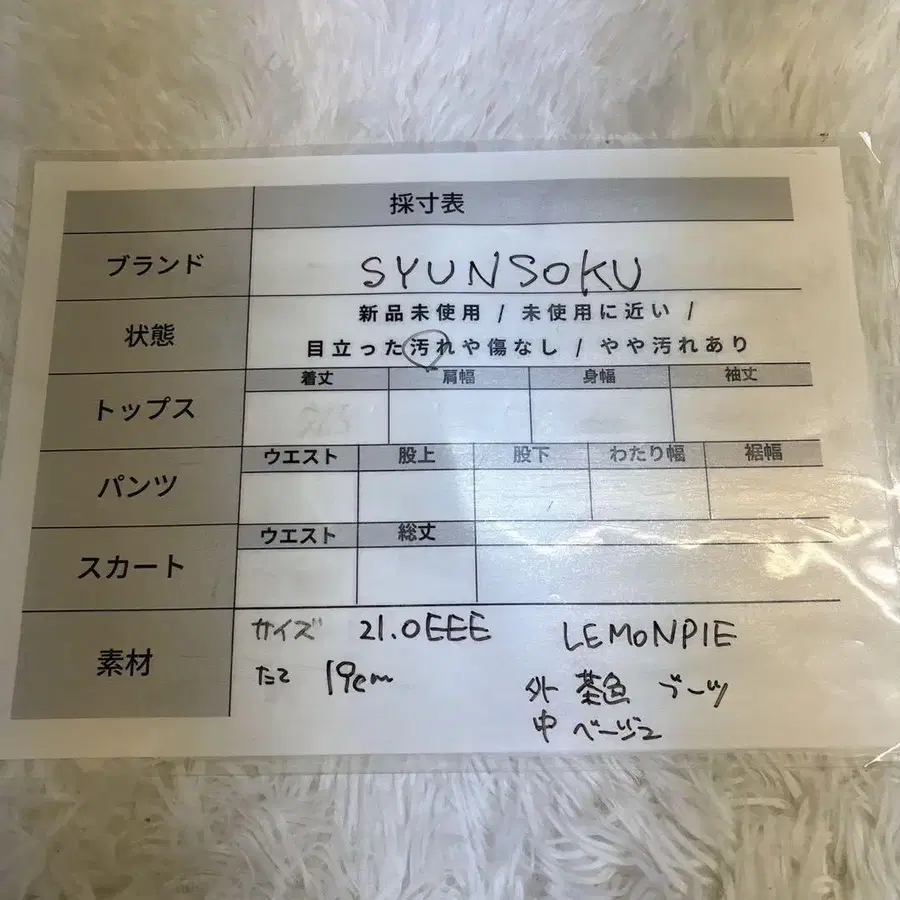 採寸表
ブランド SYUNSOKU
状態 新品未使用 / 未使用に近い /
目立った汚れや傷なし / やや汚れあり
トップス 着丈 肩幅 身幅 袖丈
パンツ ウエスト 股上 股下 わたり幅 裾幅
スカート ウエスト 総丈
素材 サイズ 21.0EEE LEMONPIE
たて 19cm 外 茶色 ブーツ
中 ベージュ